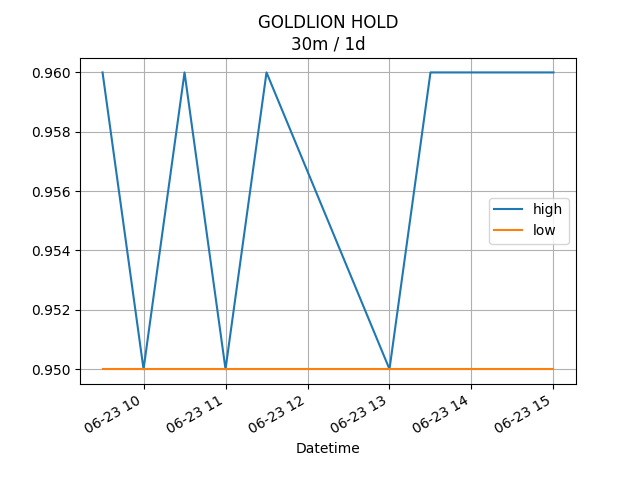 GOLDLION HOLD
30m / 1d
0.960
0.958
0.956
0.954
0.952
0.950
high
low
06-23 10
06-23 11
06-23 12
06-23 13
06-23 14
06-23 15
Datetime